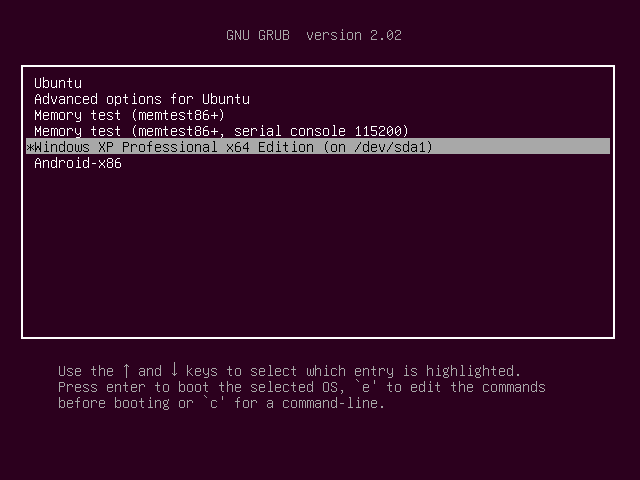 GNU GRUB  version 2.02
Ubuntu
Advanced options for Ubuntu
Memory test (memtest86+)
Memory test (memtest86+, serial console 115200)
*Windows XP Professional x64 Edition (on /dev/sda1)
Android-x86
Use the ↑ and ↓ keys to select which entry is highlighted.
Press enter to boot the selected OS, `e' to edit the commands
before booting or `c' for a command-line.